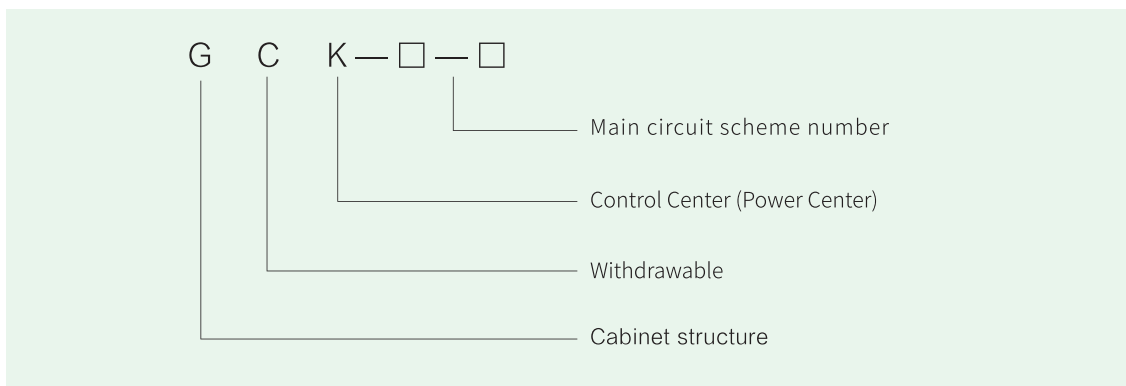 G C K—□—□
Main circuit scheme number
Control Center (Power Center)
Withdrawable
Cabinet structure